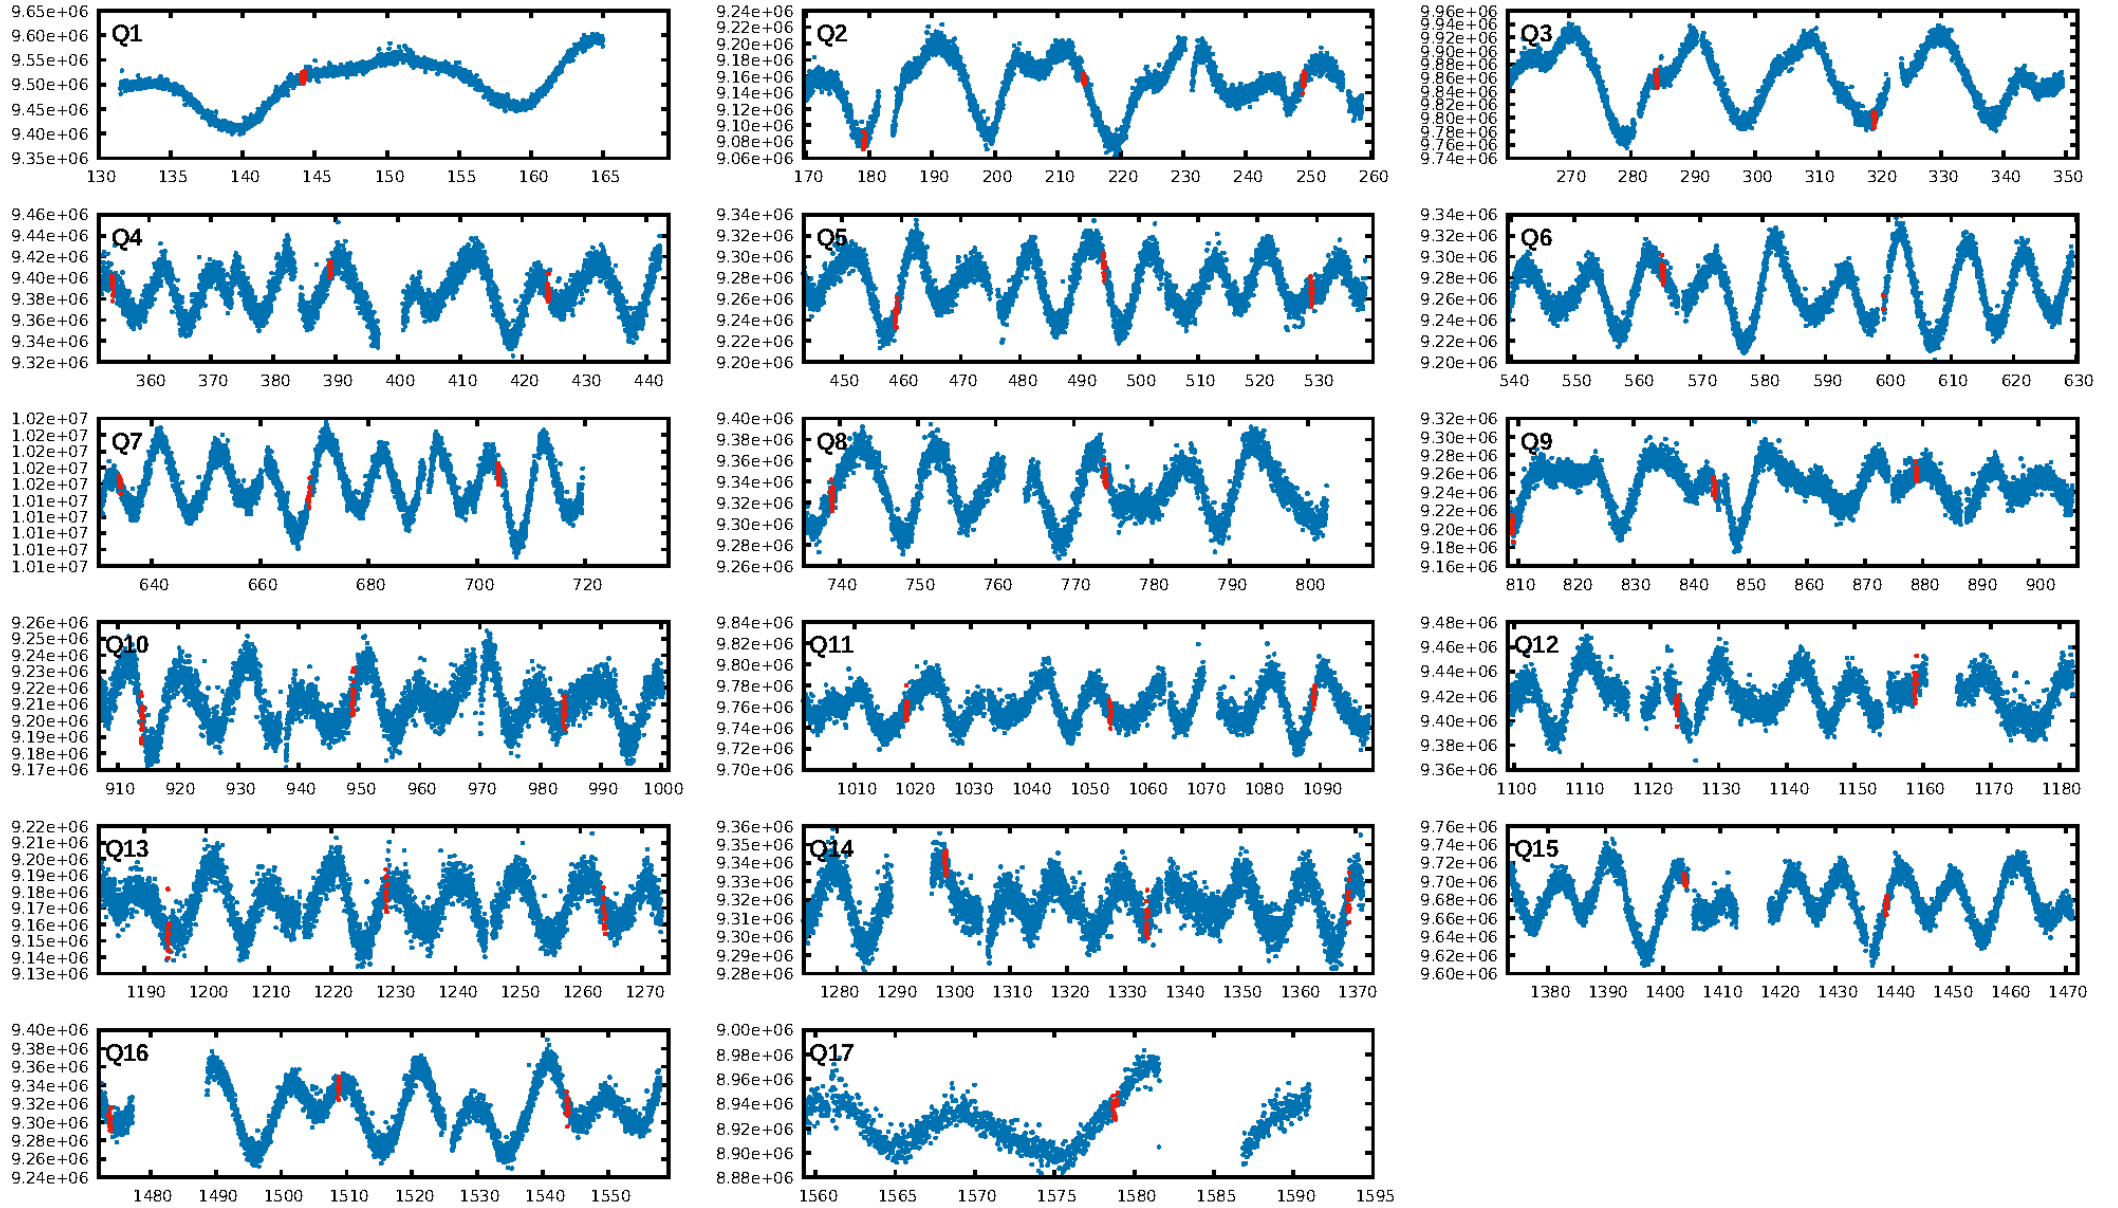 Q1
9.65e+06
9.60e+06
9.55e+06
9.50e+06
9.45e+06
9.40e+06
9.35e+06
130 135 140 145 150 155 160 165
Q2
9.24e+06
9.22e+06
9.20e+06
9.18e+06
9.16e+06
9.14e+06
9.12e+06
9.10e+06
9.08e+06
9.06e+06
170 180 190 200 210 220 230 240 250 260
Q3
9.96e+06
9.94e+06
9.92e+06
9.90e+06
9.88e+06
9.86e+06
9.84e+06
9.82e+06
9.80e+06
9.78e+06
9.76e+06
9.74e+06
270 280 290 300 310 320 330 340 350
Q4
9.46e+06
9.44e+06
9.42e+06
9.40e+06
9.38e+06
9.36e+06
9.34e+06
9.32e+06
360 370 380 390 400 410 420 430 440
Q5
9.34e+06
9.32e+06
9.30e+06
9.28e+06
9.26e+06
9.24e+06
9.22e+06
9.20e+06
450 460 470 480 490 500 510 520 530
Q6
9.34e+06
9.32e+06
9.30e+06
9.28e+06
9.26e+06
9.24e+06
9.22e+06
9.20e+06
540 550 560 570 580 590 600 610 620 630
Q7
1.02e+07
1.02e+07
1.02e+07
1.02e+07
1.02e+07
1.01e+07
1.01e+07
1.01e+07
1.01e+07
1.01e+07
640 660 680 700 720
Q8
9.40e+06
9.38e+06
9.36e+06
9.34e+06
9.32e+06
9.30e+06
9.28e+06
9.26e+06
740 750 760 770 780 790 800
Q9
9.32e+06
9.30e+06
9.28e+06
9.26e+06
9.24e+06
9.22e+06
9.20e+06
9.18e+06
9.16e+06
810 820 830 840 850 860 870 880 890 900
Q10
9.26e+06
9.25e+06
9.24e+06
9.23e+06
9.22e+06
9.21e+06
9.20e+06
9.19e+06
9.18e+06
9.17e+06
910 920 930 940 950 960 970 980 990 1000
Q11
9.84e+06
9.82e+06
9.80e+06
9.78e+06
9.76e+06
9.74e+06
9.72e+06
9.70e+06
1010 1020 1030 1040 1050 1060 1070 1080 1090
Q12
9.48e+06
9.46e+06
9.44e+06
9.42e+06
9.40e+06
9.38e+06
9.36e+06
1100 1110 1120 1130 1140 1150 1160 1170 1180
Q13
9.22e+06
9.21e+06
9.20e+06
9.19e+06
9.18e+06
9.17e+06
9.16e+06
9.15e+06
9.14e+06
9.13e+06
1190 1200 1210 1220 1230 1240 1250 1260 1270
Q14
9.36e+06
9.35e+06
9.34e+06
9.33e+06
9.32e+06
9.31e+06
9.30e+06
9.29e+06
9.28e+06
1280 1290 1300 1310 1320 1330 1340 1350 1360 1370
Q15
9.76e+06
9.74e+06
9.72e+06
9.70e+06
9.68e+06
9.66e+06
9.64e+06
9.62e+06
9.60e+06
1380 1390 1400 1410 1420 1430 1440 1450 1460 1470
Q16
9.40e+06
9.38e+06
9.36e+06
9.34e+06
9.32e+06
9.30e+06
9.28e+06
9.26e+06
9.24e+06
1480 1490 1500 1510 1520 1530 1540 1550
Q17
9.00e+06
8.98e+06
8.96e+06
8.94e+06
8.92e+06
8.90e+06
8.88e+06
1560 1565 1570 1575 1580 1585 1590 1595